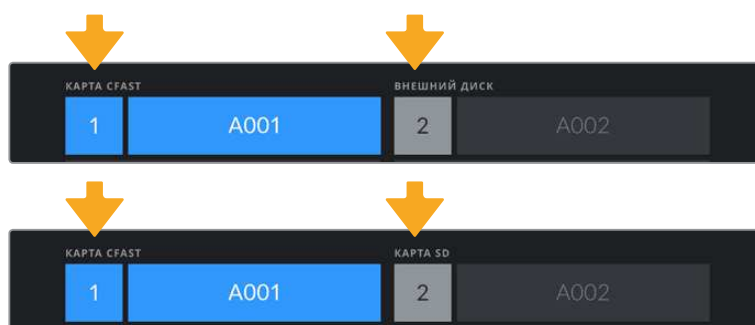 КАРТА CFAST ВНЕШНИЙ ДИСК
1 A001 2 A002
КАРТА CFAST КАРТА SD
1 A001 2 A002